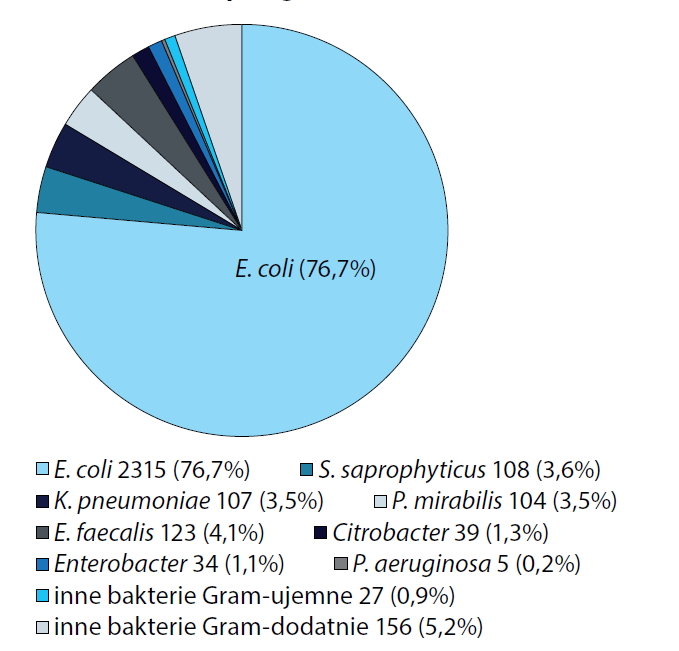 E. coli (76,7%)
E. coli 2315 (76,7%) S. saprophyticus 108 (3,6%)
K. pneumoniae 107 (3,5%) P. mirabilis 104 (3,5%)
E. faecalis 123 (4,1%) Citrobacter 39 (1,3%)
Enterobacter 34 (1,1%) P. aeruginosa 5 (0,2%)
inne bakterie Gram-ujemne 27 (0,9%)
inne bakterie Gram-dodatnie 156 (5,2%)